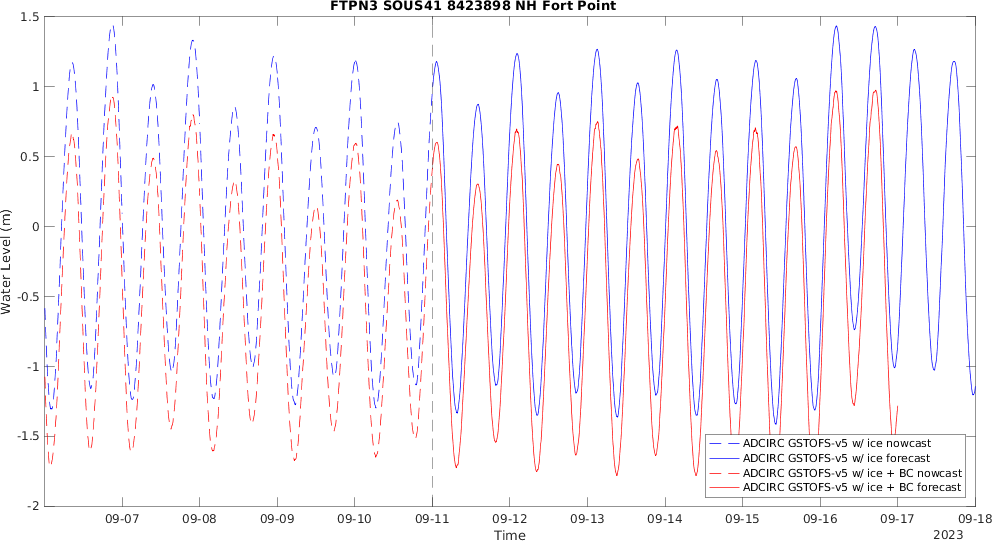 FTPN3 SOUS41 8423898 NH Fort Point
1.5
1
0.5
0
-0.5
-1
-1.5
-2
Water Level (m)
ADCIRC GSTOFS-v5 w/ ice nowcast
ADCIRC GSTOFS-v5 w/ ice forecast
ADCIRC GSTOFS-v5 w/ ice + BC nowcast
ADCIRC GSTOFS-v5 w/ ice + BC forecast
09-07 09-08 09-09 09-10 09-11 09-12 09-13 09-14 09-15 09-16 09-17 09-18
Time
2023